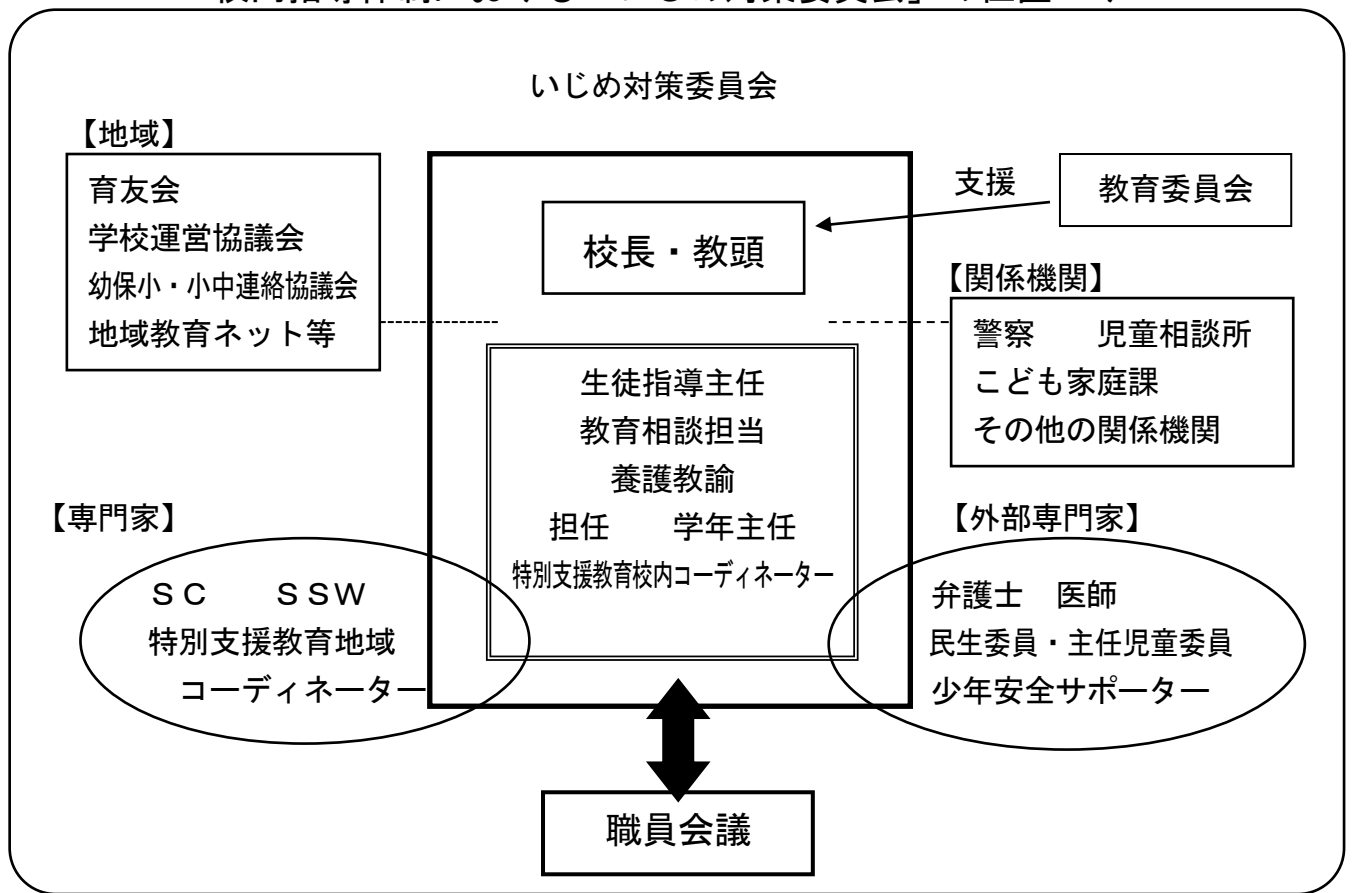 いじめ対策委員会
【地域】
育友会
学校運営協議会
幼保小・小中連絡協議会
地域教育ネット等
校長・教頭
支援
教育委員会
【関係機関】
警察　児童相談所
こども家庭課
その他の関係機関
生徒指導主任
教育相談担当
養護教諭
担任　学年主任
特別支援教育校内コーディネーター
【専門家】
ＳＣ　ＳＳＷ
特別支援教育地域
コーディネーター
【外部専門家】
弁護士　医師
民生委員・主任児童委員
少年安全サポーター
職員会議